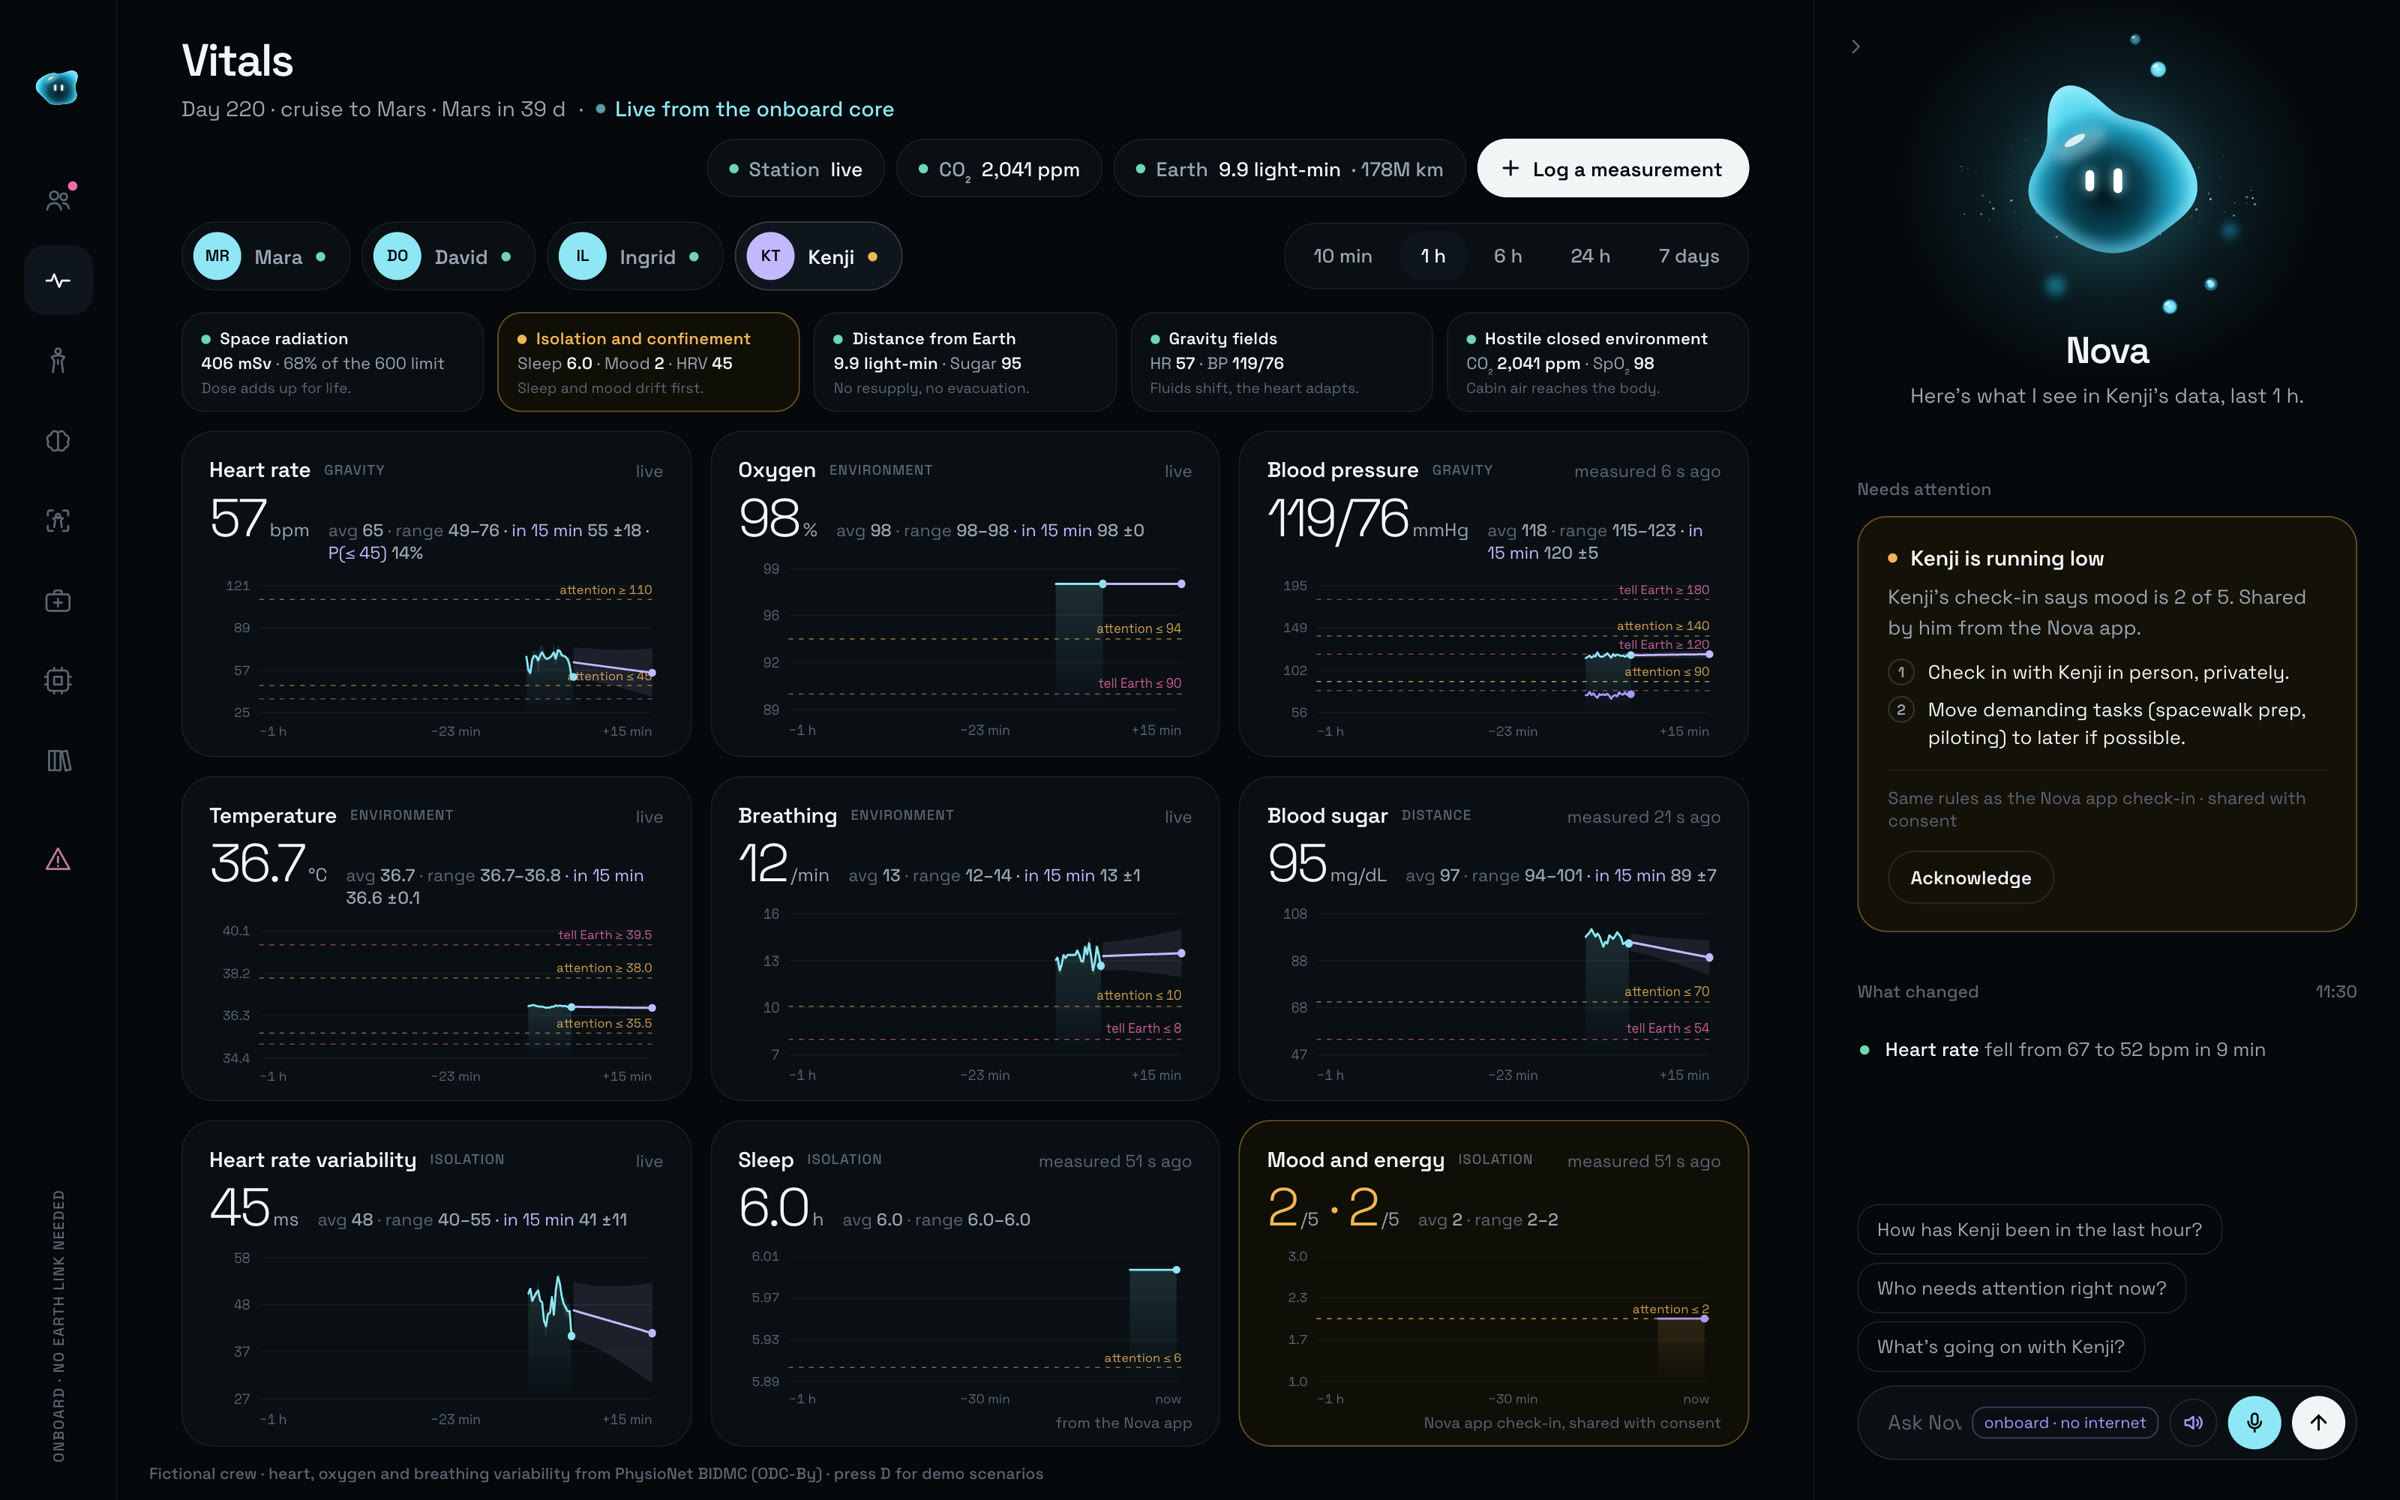 Vitals
Day 220 · cruise to Mars · Mars in 39 d · Live from the onboard core
Station live
CO₂ 2,041 ppm
Earth 9.9 light-min · 178M km
+ Log a measurement
MR Mara
DO David
IL Ingrid
KT Kenji
10 min 1 h 6 h 24 h 7 days
Space radiation
406 mSv · 68% of the 600 limit
Dose adds up for life.
Isolation and confinement
Sleep 6.0 · Mood 2 · HRV 45
Sleep and mood drift first.
Distance from Earth
9.9 light-min · Sugar 95
No resupply, no evacuation.
Gravity fields
HR 57 · BP 119/76
Fluids shift, the heart adapts.
Hostile closed environment
CO₂ 2,041 ppm · SpO₂ 98
Cabin air reaches the body.
Heart rate GRAVITY live
57 bpm avg 65 · range 49–76 · in 15 min 55 ±18 ·
P(≤ 45) 14%
121
attention ≥ 110
89
57
attention ≤ 45
25
−1 h −23 min +15 min
Oxygen ENVIRONMENT live
98 % avg 98 · range 98–98 · in 15 min 98 ±0
99
96
attention ≤ 94
92
tell Earth ≤ 90
89
−1 h −23 min +15 min
Blood pressure GRAVITY measured 6 s ago
119/76 mmHg avg 118 · range 115–123 · in
15 min 120 ±5
195
tell Earth ≥ 180
149
attention ≥ 140
tell Earth ≥ 120
102
attention ≤ 90
56
−1 h −23 min +15 min
Temperature ENVIRONMENT live
36.7 °C avg 36.7 · range 36.7–36.8 · in 15 min
36.6 ±0.1
40.1
tell Earth ≥ 39.5
38.2
attention ≥ 38.0
36.3
attention ≤ 35.5
34.4
−1 h −23 min +15 min
Breathing ENVIRONMENT live
12 /min avg 13 · range 12–14 · in 15 min 13 ±1
16
13
attention ≤ 10
10
tell Earth ≤ 8
7
−1 h −23 min +15 min
Blood sugar DISTANCE measured 21 s ago
95 mg/dL avg 97 · range 94–101 · in 15 min 89 ±7
108
88
attention ≤ 70
68
tell Earth ≤ 54
47
−1 h −23 min +15 min
Heart rate variability ISOLATION live
45 ms avg 48 · range 40–55 · in 15 min 41 ±11
58
48
37
27
−1 h −23 min +15 min
Sleep ISOLATION measured 51 s ago
6.0 h avg 6.0 · range 6.0–6.0
6.01
5.97
5.93
attention ≤ 6
5.89
−1 h −30 min now
from the Nova app
Mood and energy ISOLATION measured 51 s ago
2 /5 · 2 /5 avg 2 · range 2–2
3.0
2.3
attention ≤ 2
1.7
1.0
−1 h −30 min now
Nova app check-in, shared with consent
Fictional crew · heart, oxygen and breathing variability from PhysioNet BIDMC (ODC-By) · press D for demo scenarios
ONBOARD · NO EARTH LINK NEEDED
Nova
Here's what I see in Kenji's data, last 1 h.
Needs attention
Kenji is running low
Kenji's check-in says mood is 2 of 5. Shared
by him from the Nova app.
1 Check in with Kenji in person, privately.
2 Move demanding tasks (spacewalk prep,
piloting) to later if possible.
Same rules as the Nova app check-in · shared with
consent
Acknowledge
What changed 11:30
Heart rate fell from 67 to 52 bpm in 9 min
How has Kenji been in the last hour?
Who needs attention right now?
What's going on with Kenji?
Ask Nov onboard · no internet